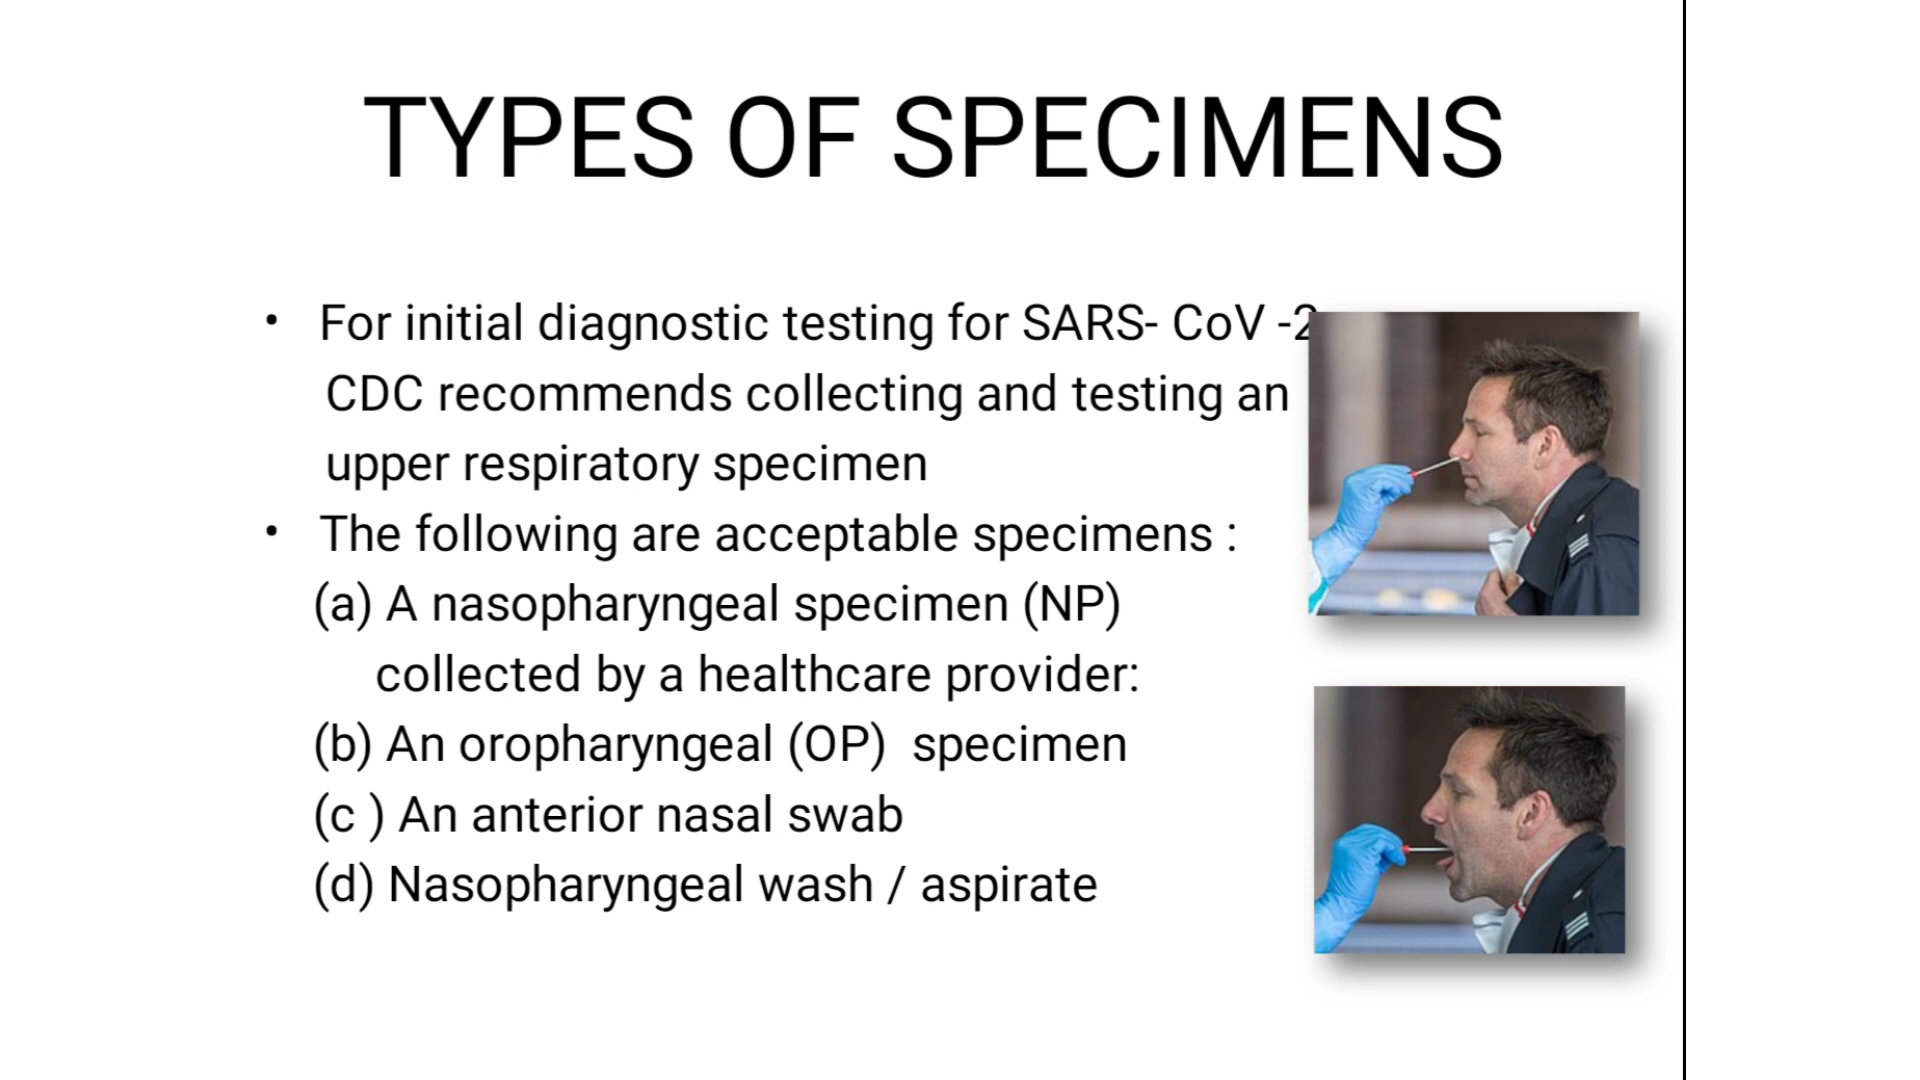 TYPES OF SPECIMENS
• For initial diagnostic testing for SARS- CoV -2
CDC recommends collecting and testing an
upper respiratory specimen
• The following are acceptable specimens :
(a) A nasopharyngeal specimen (NP)
collected by a healthcare provider:
(b) An oropharyngeal (OP)  specimen
(c ) An anterior nasal swab
(d) Nasopharyngeal wash / aspirate